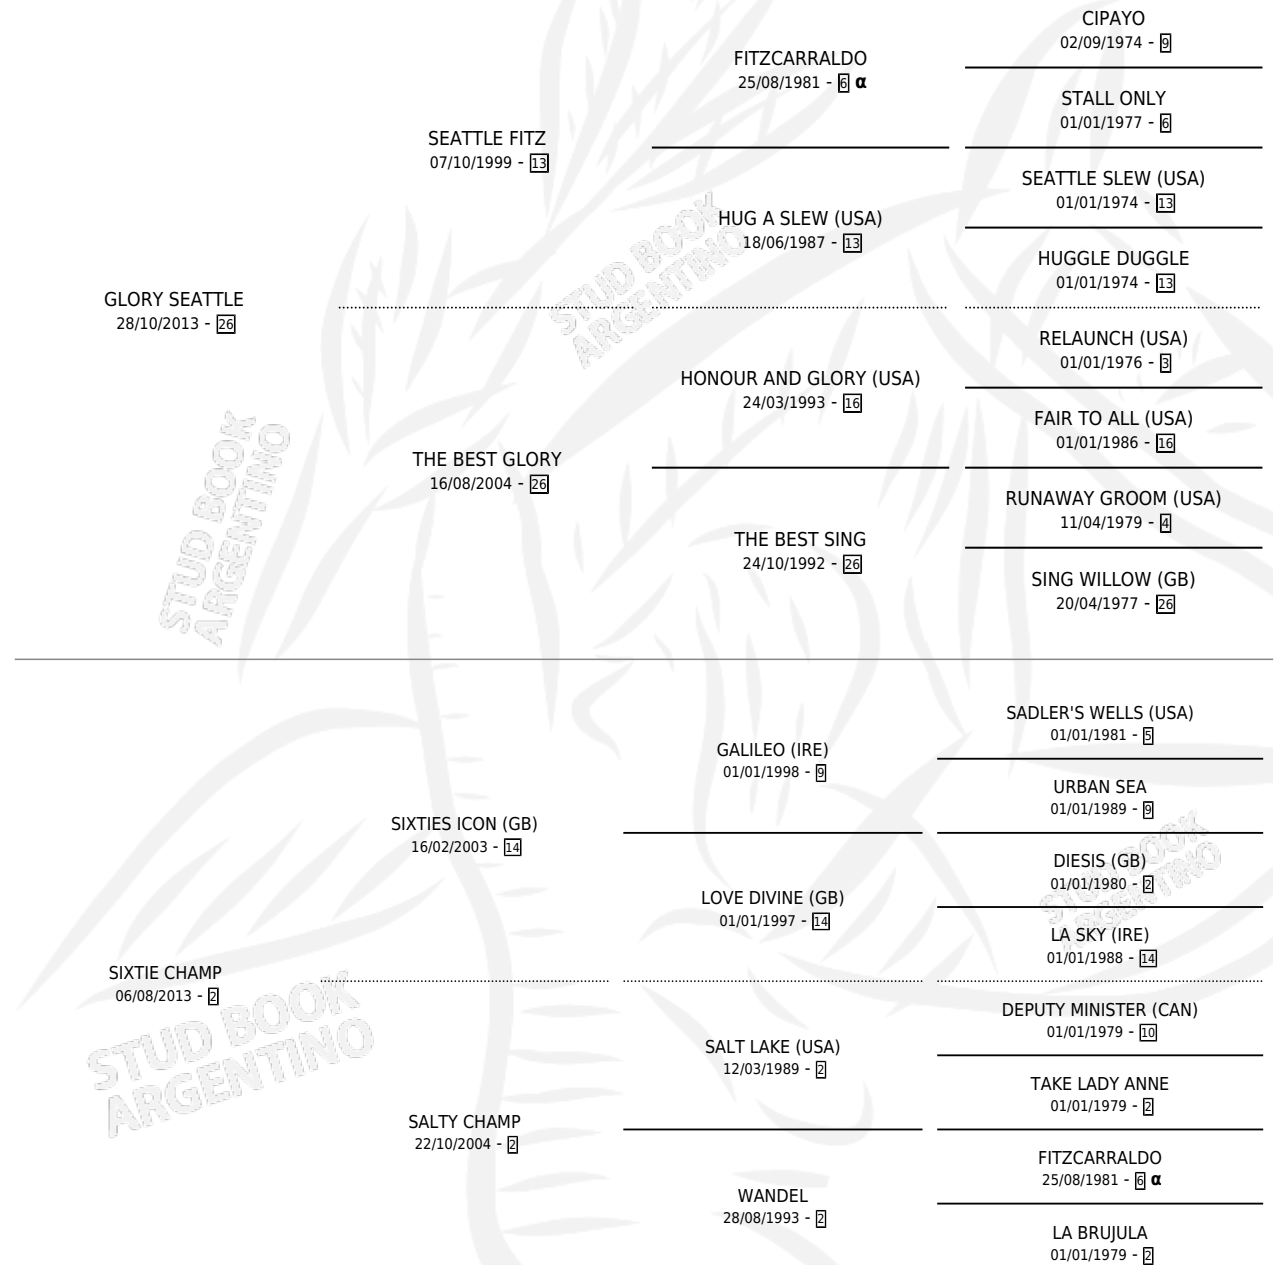 CIPAYO
02/09/1974 - 9
FITZCARRALDO
25/08/1981 - 6 α
STALL ONLY
01/01/1977 - 6
SEATTLE FITZ
07/10/1999 - 13
SEATTLE SLEW (USA)
01/01/1974 - 13
HUG A SLEW (USA)
18/06/1987 - 13
HUGGLE DUGGLE
01/01/1974 - 13
GLORY SEATTLE
28/10/2013 - 26
RELAUNCH (USA)
01/01/1976 - 3
HONOUR AND GLORY (USA)
24/03/1993 - 16
FAIR TO ALL (USA)
01/01/1986 - 16
THE BEST GLORY
16/08/2004 - 26
RUNAWAY GROOM (USA)
11/04/1979 - 4
THE BEST SING
24/10/1992 - 26
SING WILLOW (GB)
20/04/1977 - 26
STUD BOOK
ARGENTINO
STUD BOOK
ARGENTINO
SADLER'S WELLS (USA)
01/01/1981 - 5
GALILEO (IRE)
01/01/1998 - 9
URBAN SEA
01/01/1989 - 9
SIXTIES ICON (GB)
16/02/2003 - 14
DIESIS (GB)
01/01/1980 - 2
LOVE DIVINE (GB)
01/01/1997 - 14
LA SKY (IRE)
01/01/1988 - 14
SIXTIE CHAMP
06/08/2013 - 2
DEPUTY MINISTER (CAN)
01/01/1979 - 10
SALT LAKE (USA)
12/03/1989 - 2
TAKE LADY ANNE
01/01/1979 - 2
SALTY CHAMP
22/10/2004 - 2
FITZCARRALDO
25/08/1981 - 6 α
WANDEL
28/08/1993 - 2
LA BRUJULA
01/01/1979 - 2
STUD BOOK
ARGENTINO
STUD BOOK
ARGENTINO